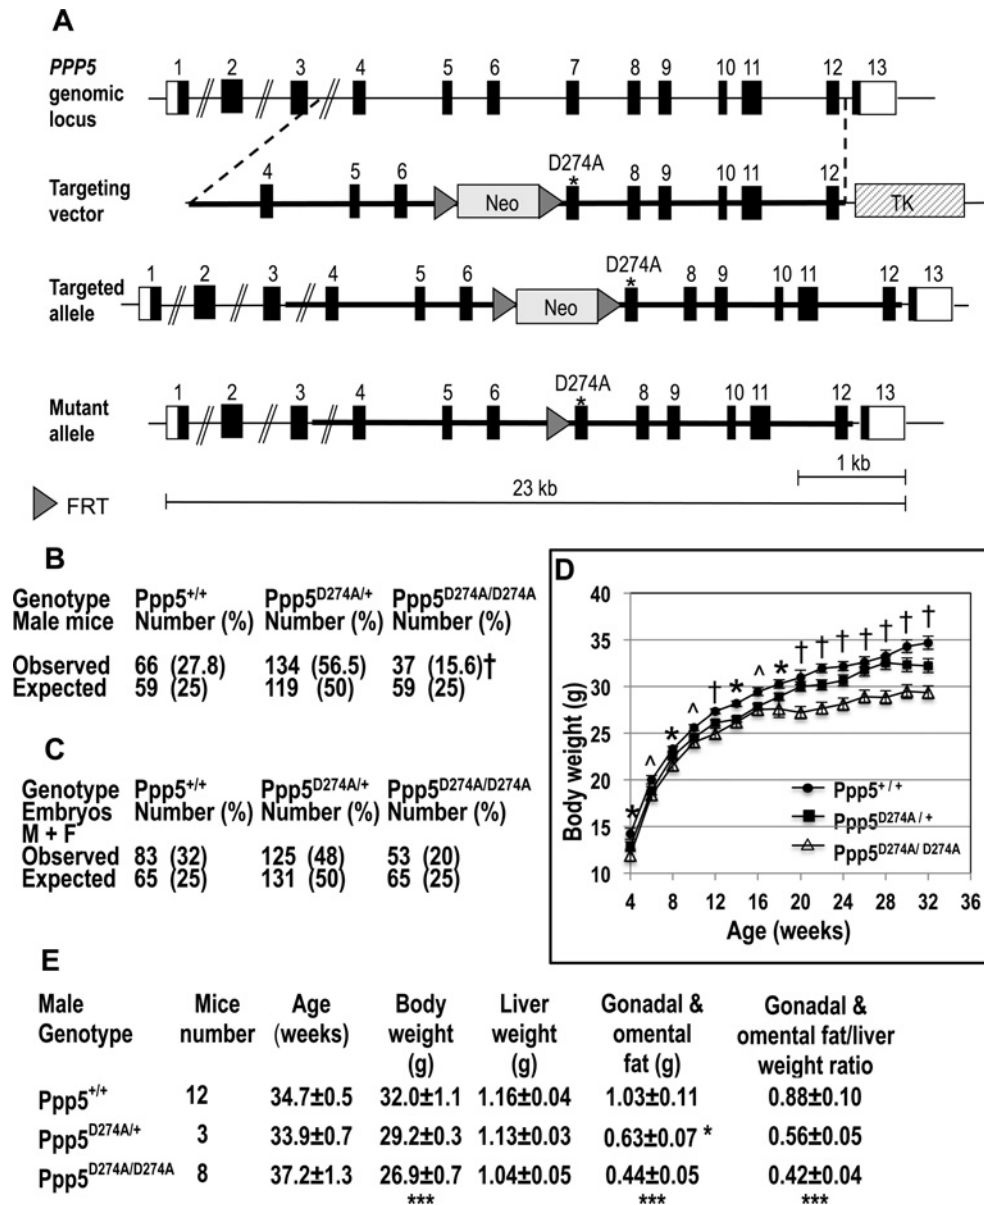 A
PPP5 genomic locus
1 2 3 4 5 6 7 8 9 10 11 12 13
Targeting vector
4 5 6 Neo D274A * 8 9 10 11 12 TK
Targeted allele
1 2 3 4 5 6 Neo D274A * 8 9 10 11 12 13
Mutant allele
1 2 3 4 5 6 D274A * 8 9 10 11 12 13
1 kb
23 kb
FRT
B
Genotype Ppp5+/+ Ppp5D274A/+ Ppp5D274A/D274A
Male mice Number (%) Number (%) Number (%)
Observed 66 (27.8) 134 (56.5) 37 (15.6)†
Expected 59 (25) 119 (50) 59 (25)
C
Genotype Ppp5+/+ Ppp5D274A/+ Ppp5D274A/D274A
Embryos Number (%) Number (%) Number (%)
M + F
Observed 83 (32) 125 (48) 53 (20)
Expected 65 (25) 131 (50) 65 (25)
D
Body weight (g)
40
35
30
25
20
15
10
* ^ * ^ † * ^ * † † † † † † †
Ppp5+/+
Ppp5D274A/+
Ppp5D274A/D274A
4 8 12 16 20 24 28 32 36
Age (weeks)
E
Male Mice Age Body Liver Gonadal & Gonadal &
Genotype number (weeks) weight weight omental omental fat/liver
(g) (g) fat (g) weight ratio
Ppp5+/+ 12 34.7±0.5 32.0±1.1 1.16±0.04 1.03±0.11 0.88±0.10
Ppp5D274A/+ 3 33.9±0.7 29.2±0.3 1.13±0.03 0.63±0.07 * 0.56±0.05
Ppp5D274A/D274A 8 37.2±1.3 26.9±0.7 1.04±0.05 0.44±0.05 0.42±0.04
*** *** ***